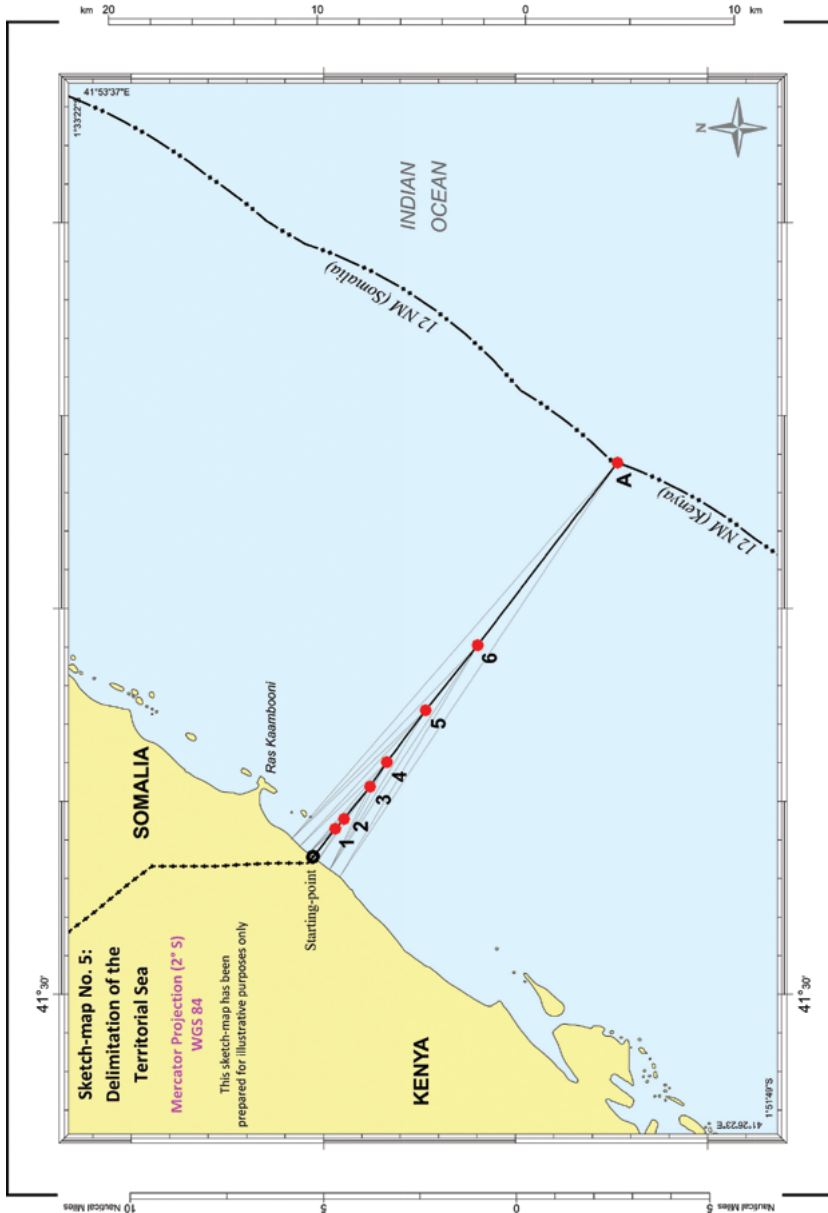 Sketch-map No. 5:
Delimitation of the
Territorial Sea
Mercator Projection (2° S)
WGS 84
This sketch-map has been
prepared for illustrative purposes only
SOMALIA
KENYA
Ras Kaambooni
Starting-point
1
2
3
4
5
6
A
12 NM (Somalia)
12 NM (Kenya)
INDIAN
OCEAN
N
41°30'
41°30'
1°33'22"S
41°53'37"E
41°26'23"E
1°51'49"S
km
20
10
0
10
km
Nautical Miles
10
5
0
5
Nautical Miles